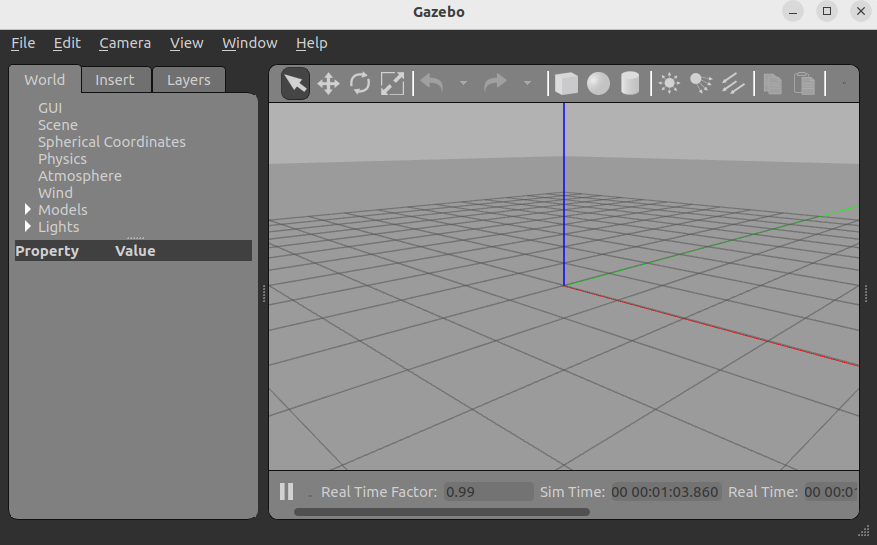 Gazebo
File Edit Camera View Window Help
World Insert Layers
GUI
Scene
Spherical Coordinates
Physics
Atmosphere
Wind
Models
Lights
Property Value
Real Time Factor: 0.99 Sim Time: 00 00:01:03.860 Real Time: 00 00:0